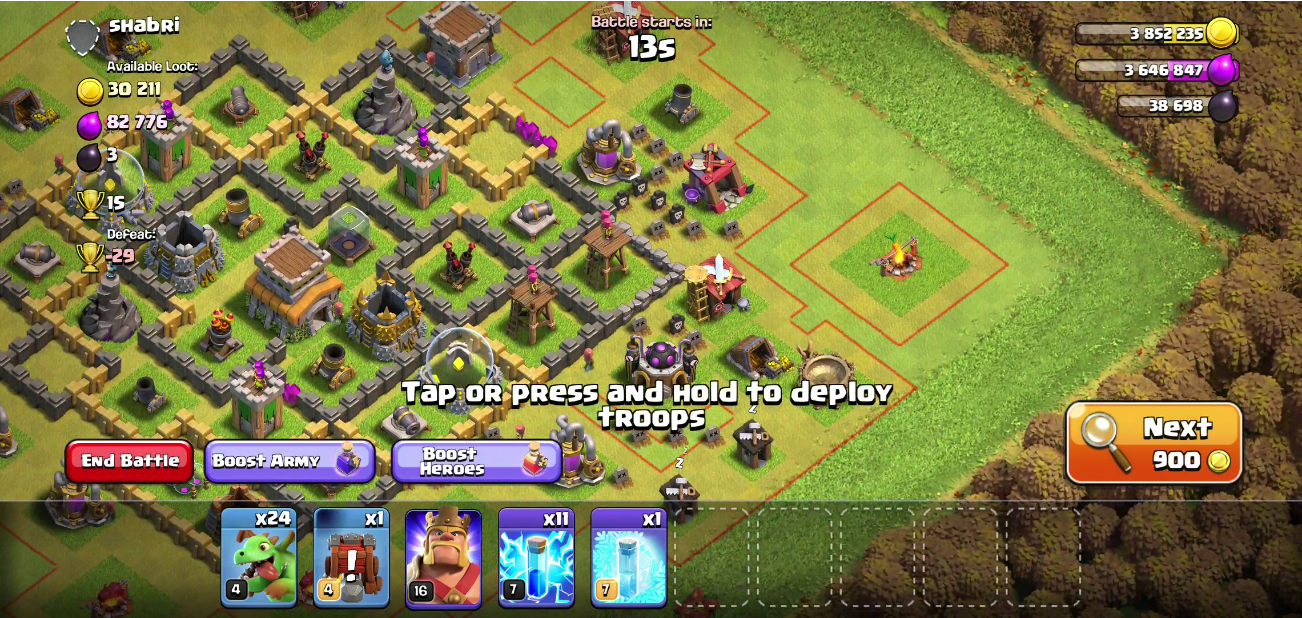 shabri
Available Loot:
30 211
82 776
3
15
Defeat:
-29
Battle starts in:
13s
3 852 235
3 646 847
38 698
Tap or press and hold to deploy
troops
End Battle
Boost Army
Boost
Heroes
Next
900
x24
4
x1
4
16
x11
7
x1
7
z
z